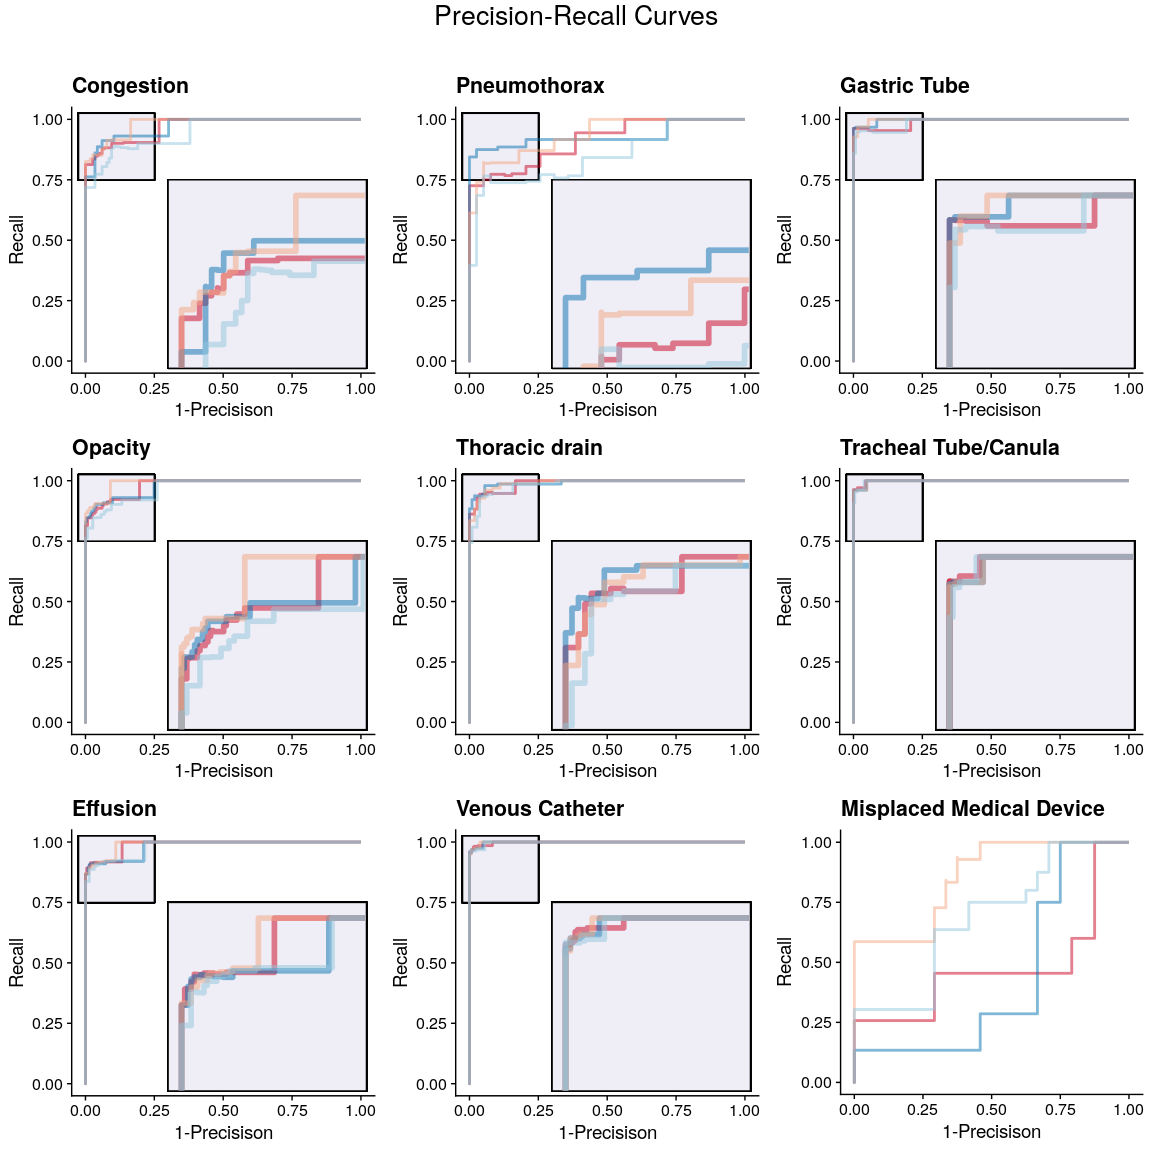 Precision-Recall Curves
Congestion
Recall
1.00
0.75
0.50
0.25
0.00
0.00 0.25 0.50 0.75 1.00
1-Precisison
Pneumothorax
Recall
1.00
0.75
0.50
0.25
0.00
0.00 0.25 0.50 0.75 1.00
1-Precisison
Gastric Tube
Recall
1.00
0.75
0.50
0.25
0.00
0.00 0.25 0.50 0.75 1.00
1-Precisison
Opacity
Recall
1.00
0.75
0.50
0.25
0.00
0.00 0.25 0.50 0.75 1.00
1-Precisison
Thoracic drain
Recall
1.00
0.75
0.50
0.25
0.00
0.00 0.25 0.50 0.75 1.00
1-Precisison
Tracheal Tube/Canula
Recall
1.00
0.75
0.50
0.25
0.00
0.00 0.25 0.50 0.75 1.00
1-Precisison
Effusion
Recall
1.00
0.75
0.50
0.25
0.00
0.00 0.25 0.50 0.75 1.00
1-Precisison
Venous Catheter
Recall
1.00
0.75
0.50
0.25
0.00
0.00 0.25 0.50 0.75 1.00
1-Precisison
Misplaced Medical Device
Recall
1.00
0.75
0.50
0.25
0.00
0.00 0.25 0.50 0.75 1.00
1-Precisison